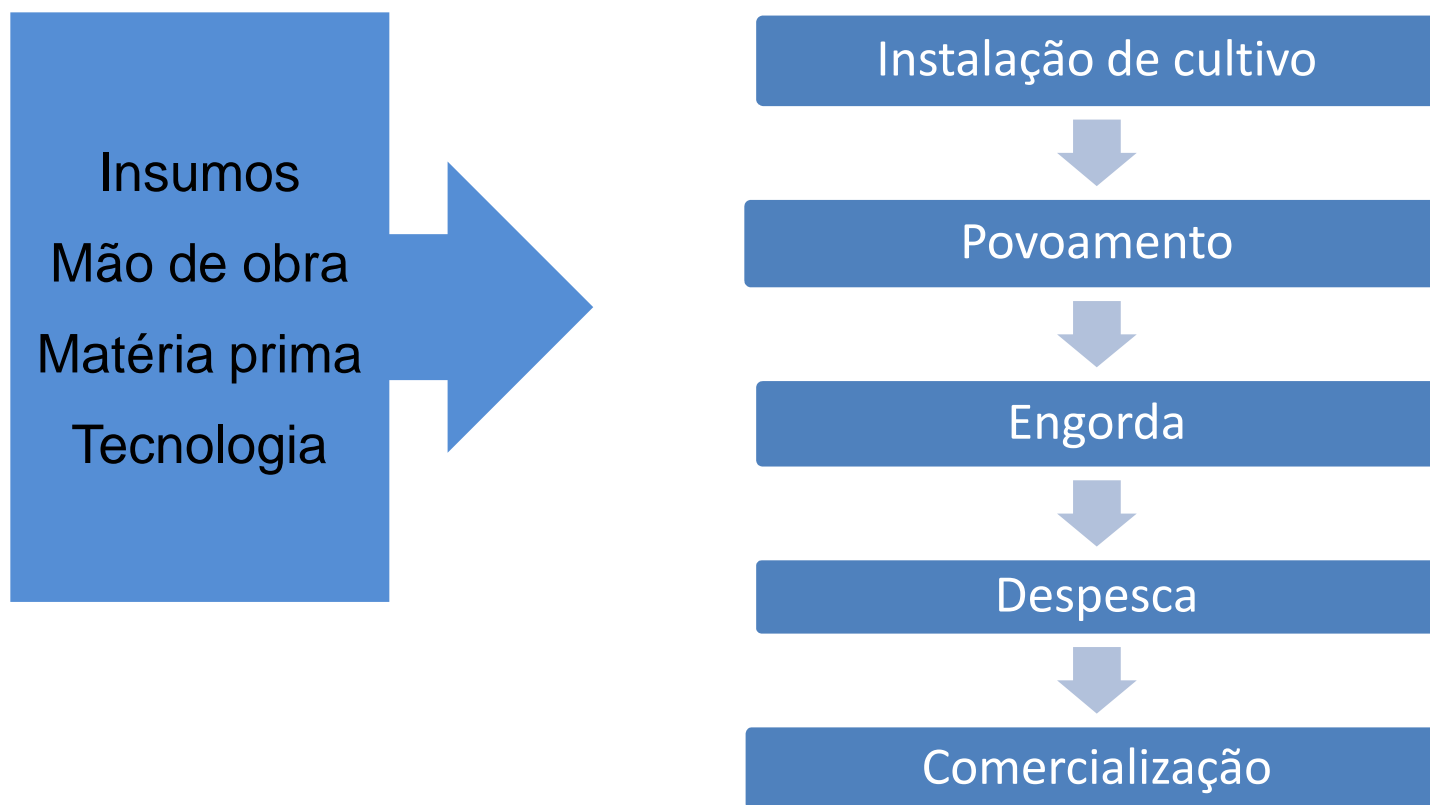 Insumos
Mão de obra
Matéria prima
Tecnologia
Instalação de cultivo
Povoamento
Engorda
Despesca
Comercialização